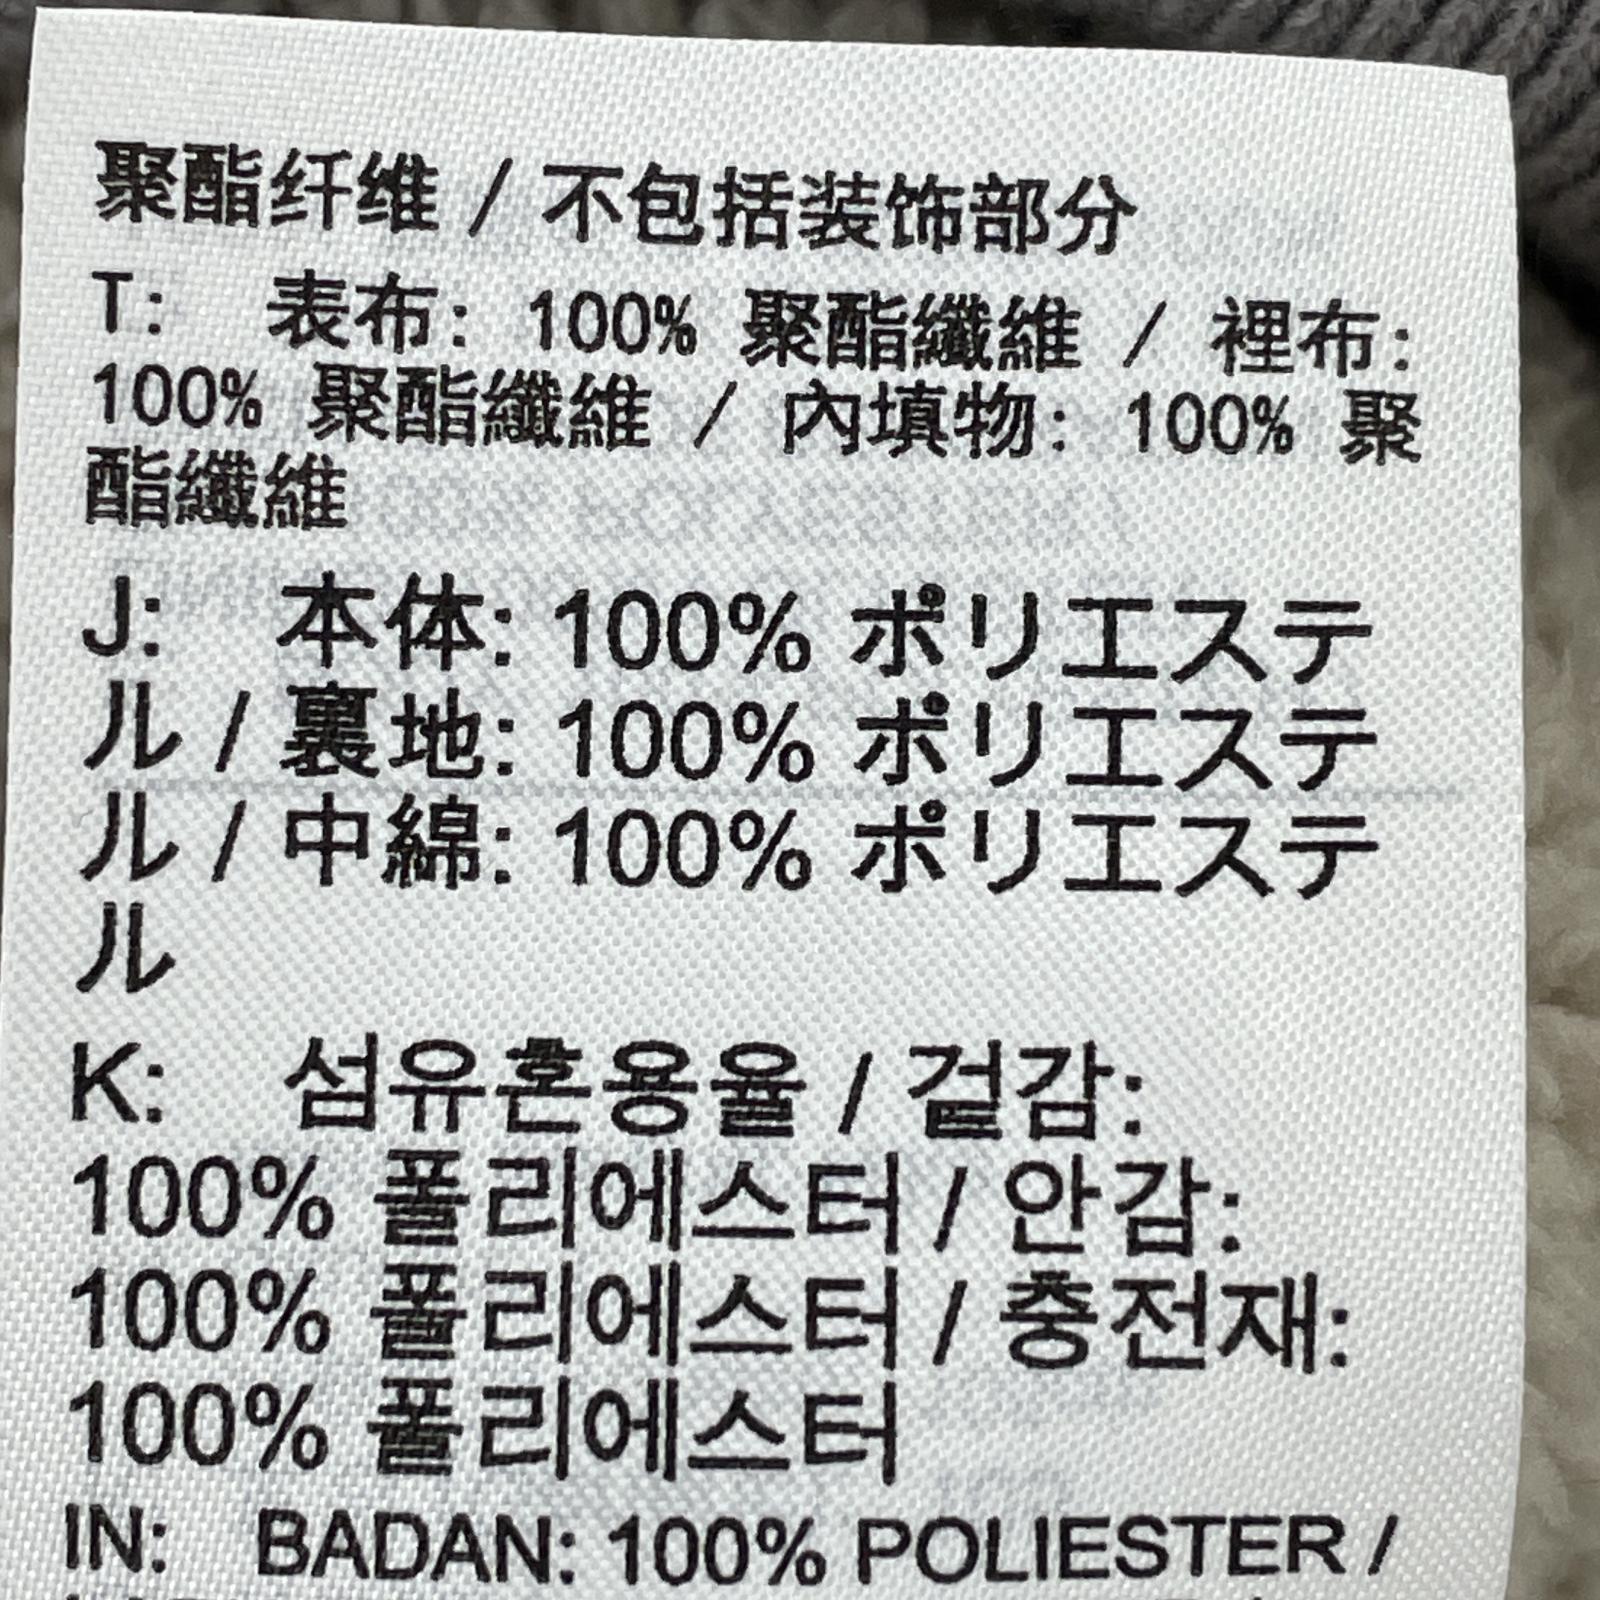 聚酯纤维 / 不包括装饰部分
T: 表布: 100% 聚酯纖維 / 裡布:
100% 聚酯纖維 / 內填物: 100% 聚
酯纖維
J: 本体: 100% ポリエステ
ル / 裏地: 100% ポリエステ
ル / 中綿: 100% ポリエステ
ル
K: 섬유혼용율 / 겉감:
100% 폴리에스터 / 안감:
100% 폴리에스터 / 충전재:
100% 폴리에스터
IN: BADAN: 100% POLIESTER /